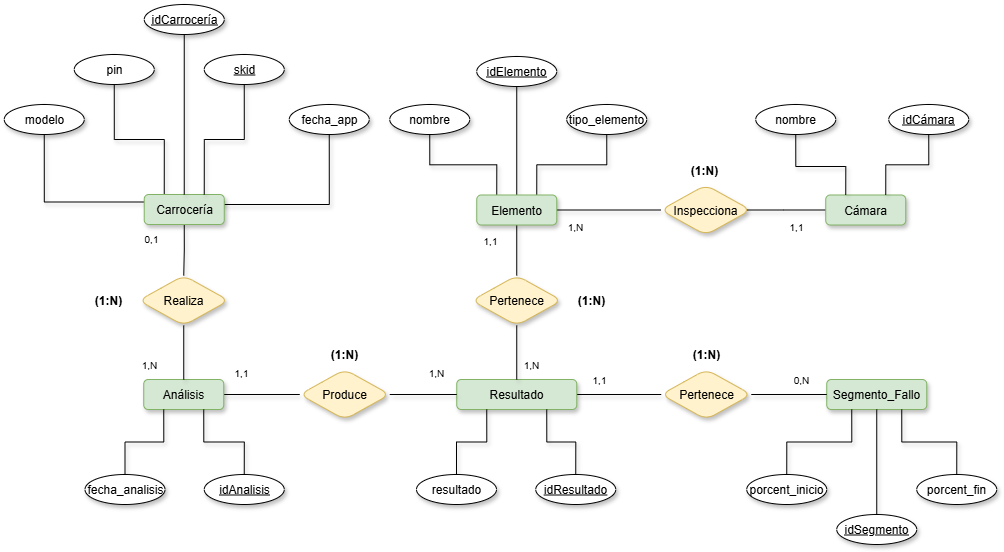 idCarrocería
pin
skid
modelo
fecha_app
idElemento
nombre
tipo_elemento
nombre
idCámara
(1:N)
Carrocería
Elemento
Inspecciona
Cámara
0,1
1,1
1,N
1,1
(1:N)
Realiza
Pertenece
(1:N)
1,N
1,1
(1:N)
1,N
1,N
1,1
(1:N)
0,N
Análisis
Produce
Resultado
Pertenece
Segmento_Fallo
fecha_analisis
idAnalisis
resultado
idResultado
porcent_inicio
porcent_fin
idSegmento